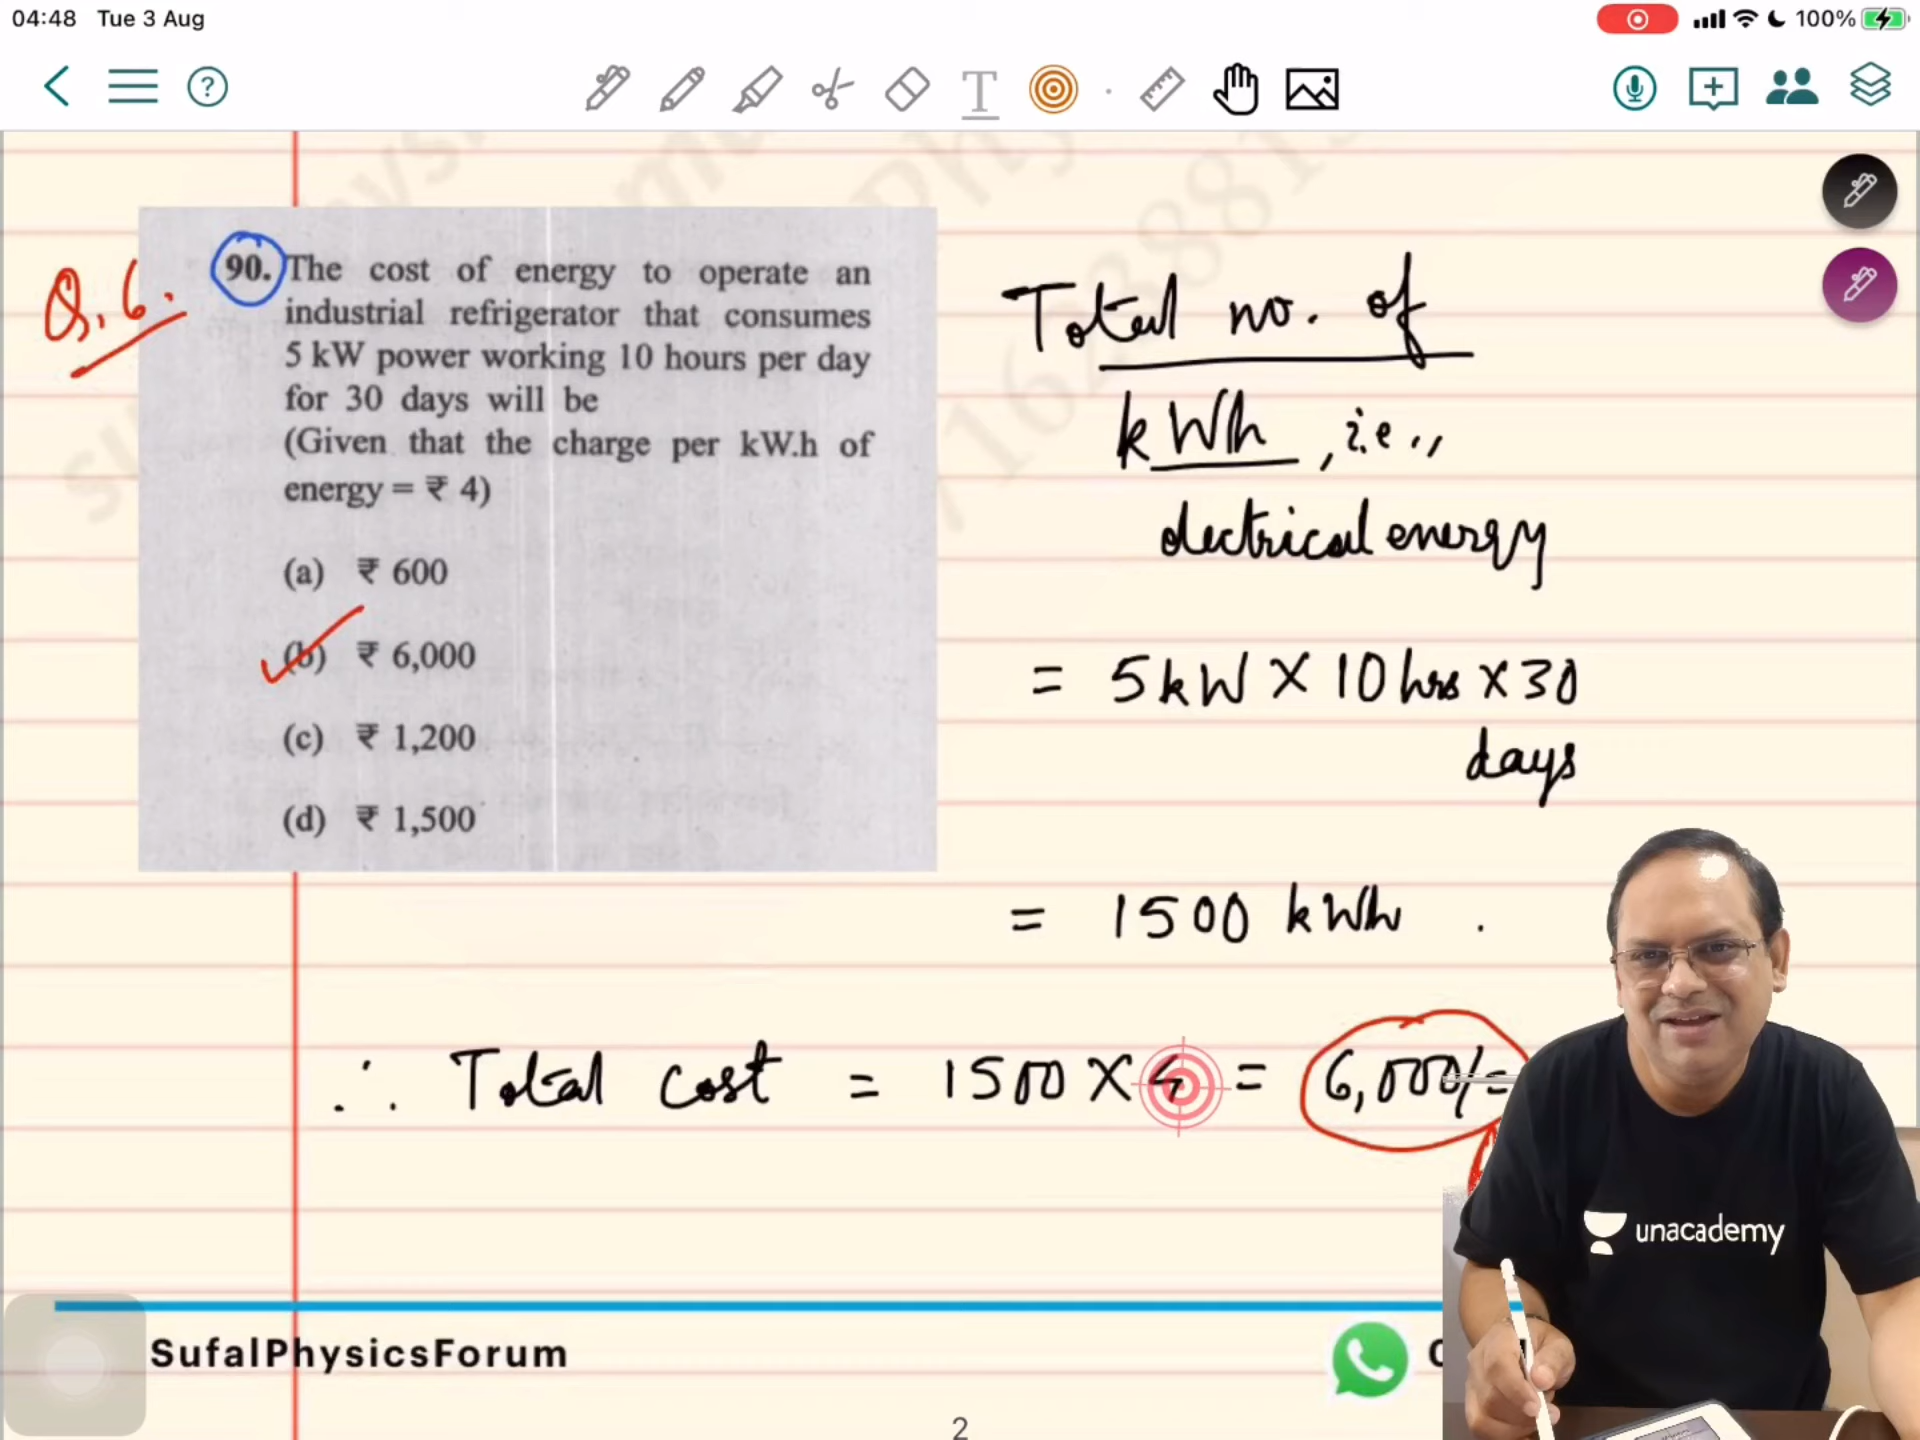 04:48 Tue 3 Aug
100%
Q.6.
90. The cost of energy to operate an
industrial refrigerator that consumes
5 kW power working 10 hours per day
for 30 days will be
(Given that the charge per kW.h of
energy = ₹ 4)
(a) ₹ 600
(b) ₹ 6,000
(c) ₹ 1,200
(d) ₹ 1,500
Total no. of
kWh, i.e.,
electrical energy
= 5kW × 10 hrs × 30
days
= 1500 kWh .
∴ Total cost = 1500 × 4 = 6,000/=
unacademy
SufalPhysicsForum
2